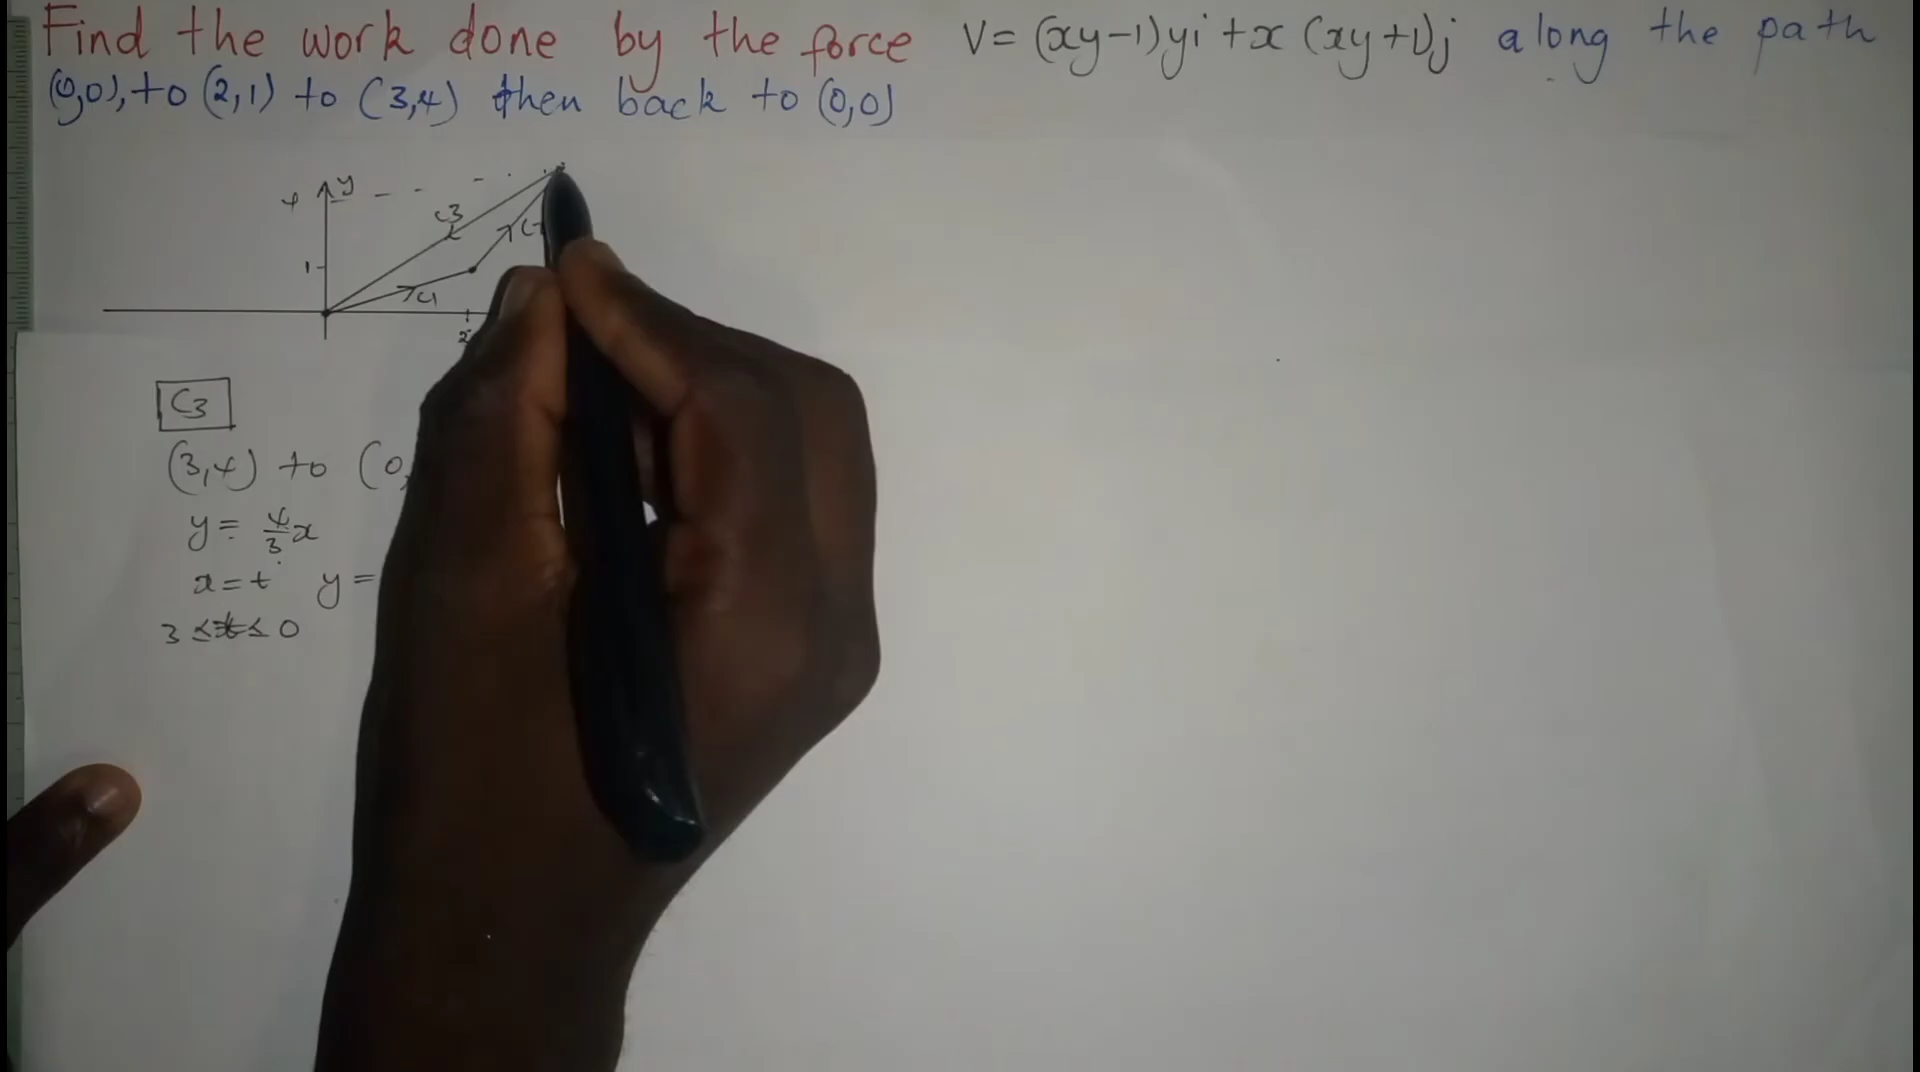 Find the work done by the force V = (xy-1)yi + x (xy+1)j along the path
(0,0), to (2,1) to (3,4) then back to (0,0)
y
4
C3
1
C1
2
C3
(3,4) to (0,
y = 4/3 x
x = t y =
3 ≤ t ≤ 0